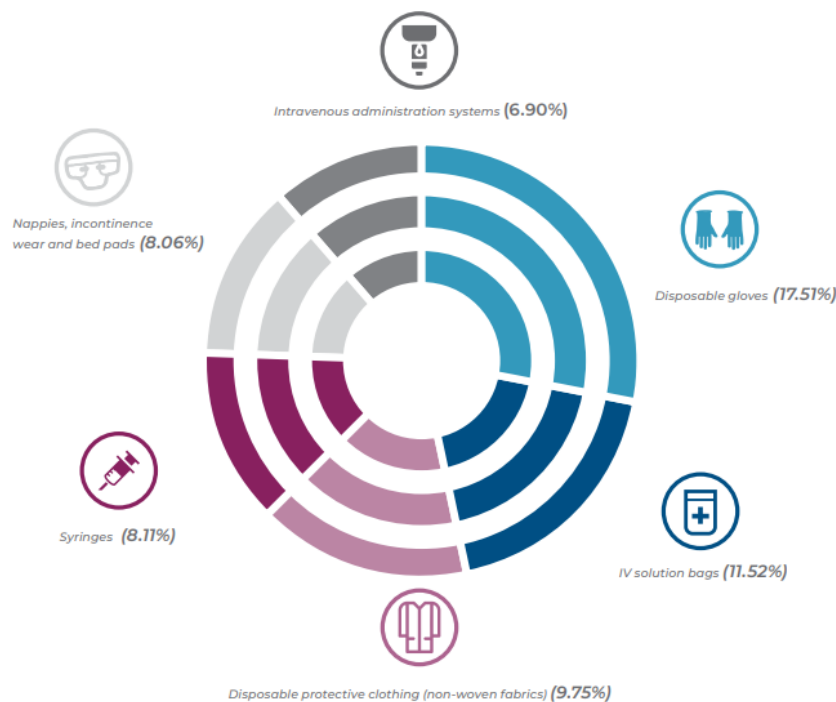 Intravenous administration systems (6.90%)
Nappies, incontinence
wear and bed pads (8.06%)
Disposable gloves (17.51%)
Syringes (8.11%)
IV solution bags (11.52%)
Disposable protective clothing (non-woven fabrics) (9.75%)